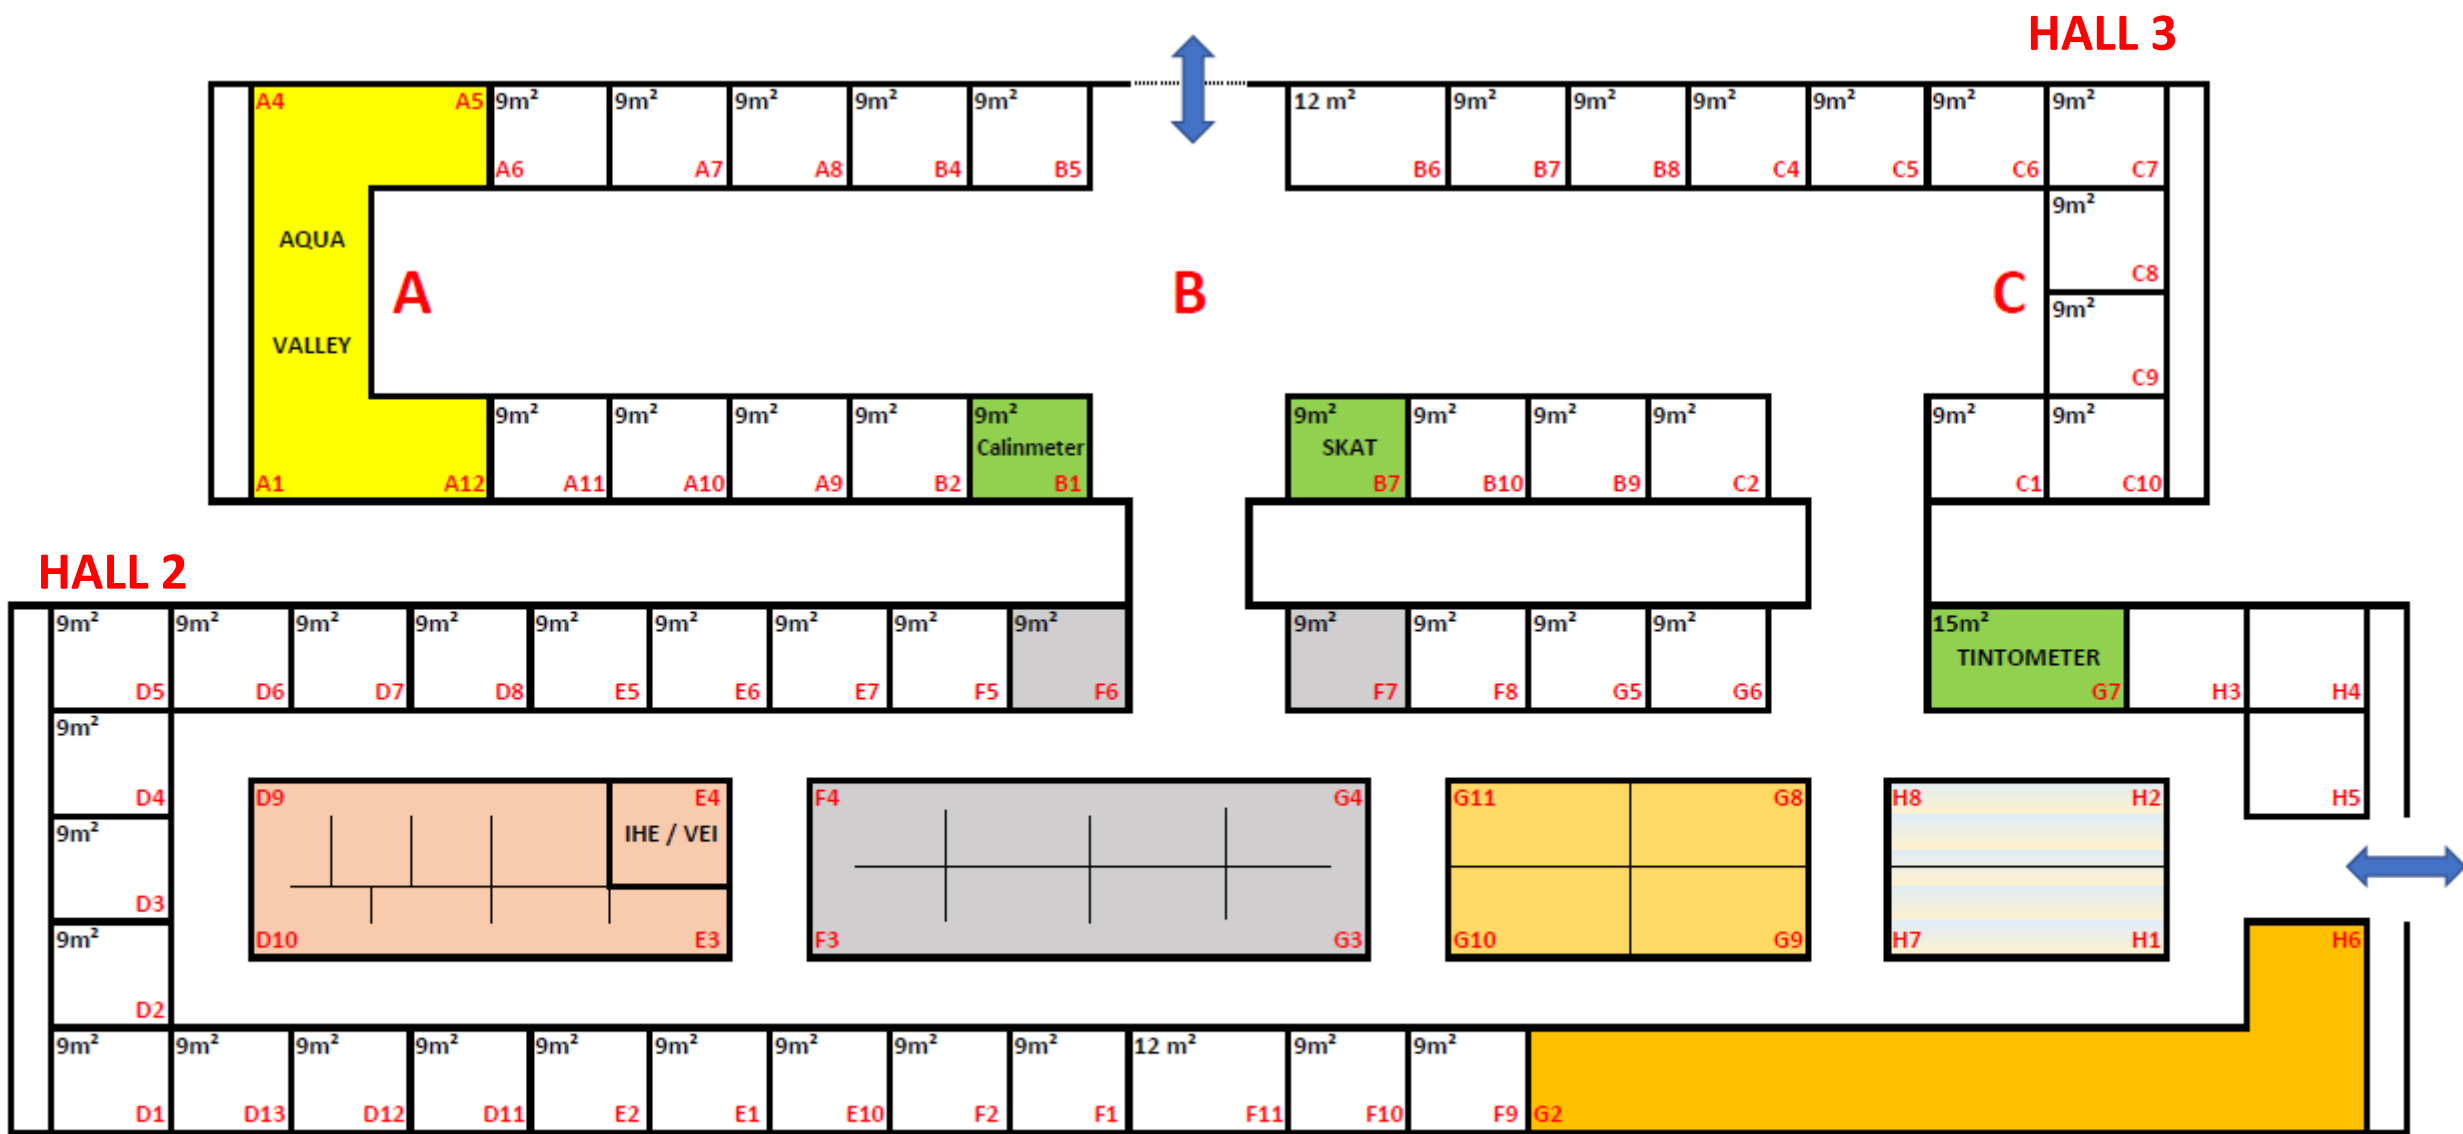 HALL 3
A4 A5 9m² 9m² 9m² 9m² 9m² 12 m² 9m² 9m² 9m² 9m² 9m² 9m²
A6 A7 A8 B4 B5 B6 B7 B8 C4 C5 C6 C7
9m²
AQUA
C8
A B C
9m²
VALLEY
C9
9m² 9m² 9m² 9m² 9m² 9m² 9m² 9m² 9m² 9m² 9m²
Calinmeter SKAT
A1 A12 A11 A10 A9 B2 B1 B7 B10 B9 C2 C1 C10
HALL 2
9m² 9m² 9m² 9m² 9m² 9m² 9m² 9m² 9m² 9m² 9m² 9m² 9m² 15m²
TINTOMETER
D5 D6 D7 D8 E5 E6 E7 F5 F6 F7 F8 G5 G6 G7 H3 H4
9m²
D4 D9 E4 F4 G4 G11 G8 H8 H2 H5
9m² IHE / VEI
D3
9m² D10 E3 F3 G3 G10 G9 H7 H1 H6
D2
9m² 9m² 9m² 9m² 9m² 9m² 9m² 9m² 9m² 12 m² 9m² 9m²
D1 D13 D12 D11 E2 E1 E10 F2 F1 F11 F10 F9 G2